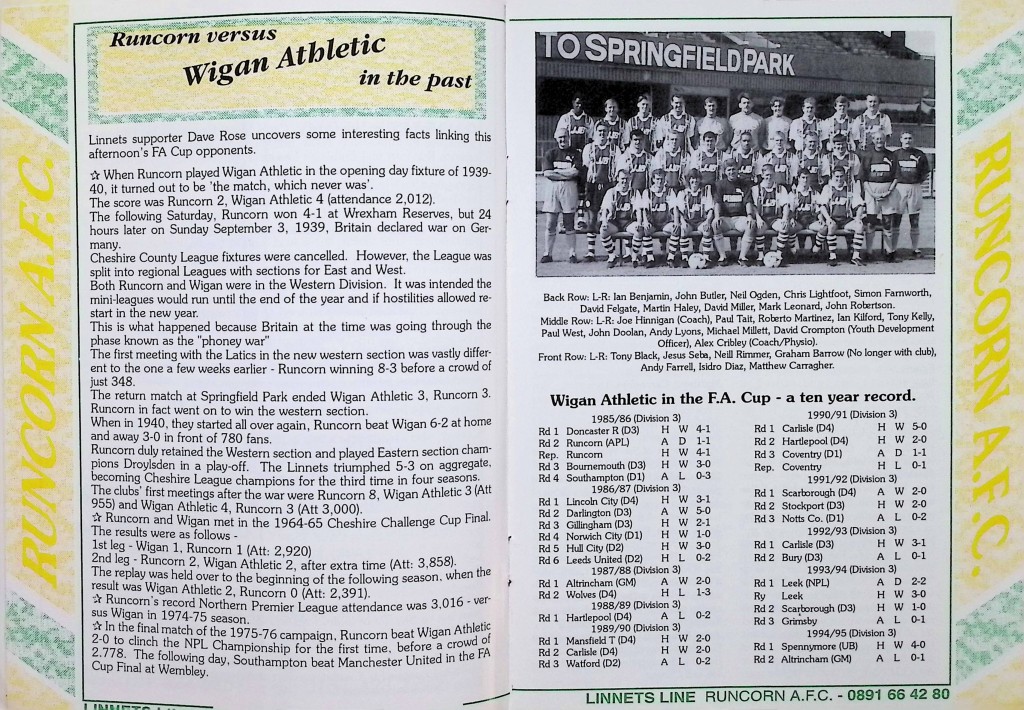 RUNCORN A.F.C.
Runcorn versus
Wigan Athletic
in the past
Linnets supporter Dave Rose uncovers some interesting facts linking this
afternoon's FA Cup opponents.
☆ When Runcorn played Wigan Athletic in the opening day fixture of 1939-
40, it turned out to be 'the match, which never was'.
The score was Runcorn 2, Wigan Athletic 4 (attendance 2,012).
The following Saturday, Runcorn won 4-1 at Wrexham Reserves, but 24
hours later on Sunday September 3, 1939, Britain declared war on Ger-
many.
Cheshire County League fixtures were cancelled. However, the League was
split into regional Leagues with sections for East and West.
Both Runcorn and Wigan were in the Western Division. It was intended the
mini-leagues would run until the end of the year and if hostilities allowed re-
start in the new year.
This is what happened because Britain at the time was going through the
phase known as the "phoney war"
The first meeting with the Latics in the new western section was vastly differ-
ent to the one a few weeks earlier - Runcorn winning 8-3 before a crowd of
just 348.
The return match at Springfield Park ended Wigan Athletic 3, Runcorn 3.
Runcorn in fact went on to win the western section.
When in 1940, they started all over again, Runcorn beat Wigan 6-2 at home
and away 3-0 in front of 780 fans.
Runcorn duly retained the Western section and played Eastern section cham-
pions Droylsden in a play-off. The Linnets triumphed 5-3 on aggregate,
becoming Cheshire League champions for the third time in four seasons.
The clubs' first meetings after the war were Runcorn 8, Wigan Athletic 3 (Att
955) and Wigan Athletic 4, Runcorn 3 (Att 3,000).
☆ Runcorn and Wigan met in the 1964-65 Cheshire Challenge Cup Final.
The results were as follows -
1st leg - Wigan 1, Runcorn 1 (Att: 2,920)
2nd leg - Runcorn 2, Wigan Athletic 2, after extra time (Att: 3,858).
The replay was held over to the beginning of the following season, when the
result was Wigan Athletic 2, Runcorn 0 (Att: 2,391).
☆ Runcorn's record Northern Premier League attendance was 3,016 - ver-
sus Wigan in 1974-75 season.
☆ In the final match of the 1975-76 campaign, Runcorn beat Wigan Athletic
2-0 to clinch the NPL Championship for the first time, before a crowd of
2,778. The following day, Southampton beat Manchester United in the FA
Cup Final at Wembley.
LINNETS LINE
TO SPRINGFIELD PARK
Back Row: L-R: Ian Benjamin, John Butler, Neil Ogden, Chris Lightfoot, Simon Farnworth,
David Felgate, Martin Haley, David Miller, Mark Leonard, John Robertson.
Middle Row: L-R: Joe Hinnigan (Coach), Paul Tait, Roberto Martinez, Ian Kilford, Tony Kelly,
Paul West, John Doolan, Andy Lyons, Michael Millett, David Crompton (Youth Development
Officer), Alex Cribley (Coach/Physio).
Front Row: L-R: Tony Black, Jesus Seba, Neill Rimmer, Graham Barrow (No longer with club),
Andy Farrell, Isidro Diaz, Matthew Carragher.
Wigan Athletic in the F.A. Cup - a ten year record.
1985/86 (Division 3)
Rd 1 Doncaster R (D3) H W 4-1
Rd 2 Runcorn (APL) A D 1-1
Rep. Runcorn H W 4-1
Rd 3 Bournemouth (D3) H W 3-0
Rd 4 Southampton (D1) A L 0-3
1986/87 (Division 3)
Rd 1 Lincoln City (D4) H W 3-1
Rd 2 Darlington (D3) A W 5-0
Rd 3 Gillingham (D3) H W 2-1
Rd 4 Norwich City (D1) H W 1-0
Rd 5 Hull City (D2) H W 3-0
Rd 6 Leeds United (D2) H L 0-2
1987/88 (Division 3)
Rd 1 Altrincham (GM) A W 2-0
Rd 2 Wolves (D4) H L 1-3
1988/89 (Division 3)
Rd 1 Hartlepool (D4) A L 0-2
1989/90 (Division 3)
Rd 1 Mansfield T (D4) H W 2-0
Rd 2 Carlisle (D4) H W 2-0
Rd 3 Watford (D2) A L 0-2
1990/91 (Division 3)
Rd 1 Carlisle (D4) H W 5-0
Rd 2 Hartlepool (D4) H W 2-0
Rd 3 Coventry (D1) A D 1-1
Rep. Coventry H L 0-1
1991/92 (Division 3)
Rd 1 Scarborough (D4) A W 2-0
Rd 2 Stockport (D3) H W 2-0
Rd 3 Notts Co. (D1) A L 0-2
1992/93 (Division 3)
Rd 1 Carlisle (D3) H W 3-1
Rd 2 Bury (D3) A L 0-1
1993/94 (Division 3)
Rd 1 Leek (NPL) A D 2-2
Ry Leek H W 3-0
Rd 2 Scarborough (D3) H W 1-0
Rd 3 Grimsby A L 0-1
1994/95 (Division 3)
Rd 1 Spennymore (UB) H W 4-0
Rd 2 Altrincham (GM) A L 0-1
LINNETS LINE RUNCORN A.F.C. - 0891 66 42 80
RUNCORN A.F.C.